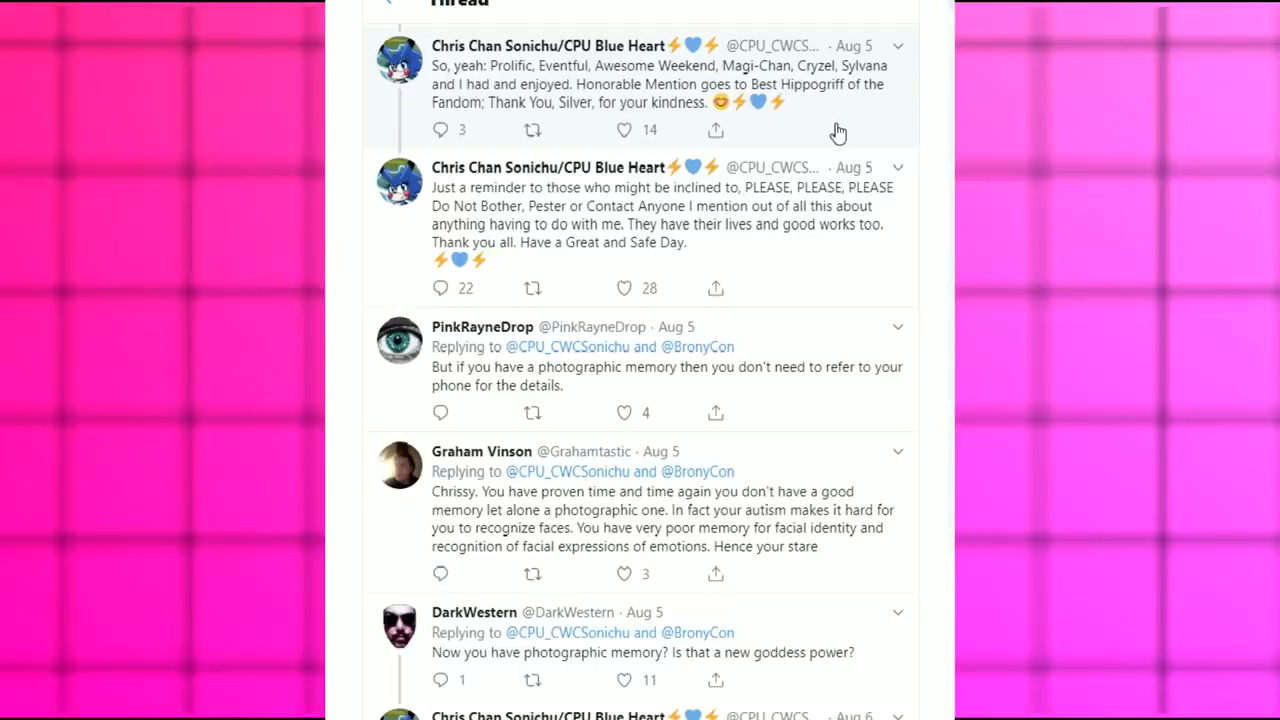 Thread
Chris Chan Sonichu/CPU Blue Heart⚡💙⚡ @CPU_CWCS... · Aug 5
So, yeah: Prolific, Eventful, Awesome Weekend, Magi-Chan, Cryzel, Sylvana
and I had and enjoyed. Honorable Mention goes to Best Hippogriff of the
Fandom; Thank You, Silver, for your kindness. 😊⚡💙⚡
3 14
Chris Chan Sonichu/CPU Blue Heart⚡💙⚡ @CPU_CWCS... · Aug 5
Just a reminder to those who might be inclined to, PLEASE, PLEASE, PLEASE
Do Not Bother, Pester or Contact Anyone I mention out of all this about
anything having to do with me. They have their lives and good works too.
Thank you all. Have a Great and Safe Day.
⚡💙⚡
22 28
PinkRayneDrop @PinkRayneDrop · Aug 5
Replying to @CPU_CWCSonichu and @BronyCon
But if you have a photographic memory then you don't need to refer to your
phone for the details.
4
Graham Vinson @Grahamtastic · Aug 5
Replying to @CPU_CWCSonichu and @BronyCon
Chrissy. You have proven time and time again you don't have a good
memory let alone a photographic one. In fact your autism makes it hard for
you to recognize faces. You have very poor memory for facial identity and
recognition of facial expressions of emotions. Hence your stare
3
DarkWestern @DarkWestern · Aug 5
Replying to @CPU_CWCSonichu and @BronyCon
Now you have photographic memory? Is that a new goddess power?
1 11
Chris Chan Sonichu/CPU Blue Heart⚡💙⚡ @CPU_CWCS... · Aug 6